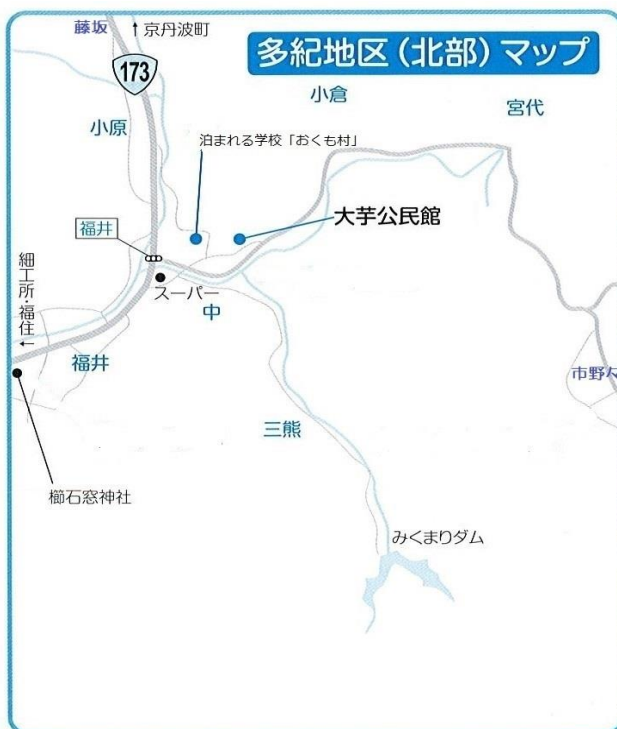 藤坂
↑京丹波町
多紀地区(北部)マップ
173
小倉
宮代
小原
泊まれる学校「おくも村」
大芋公民館
福井
細工所・福住←
スーパー
中
福井
市野々
三熊
櫛石窓神社
みくまりダム